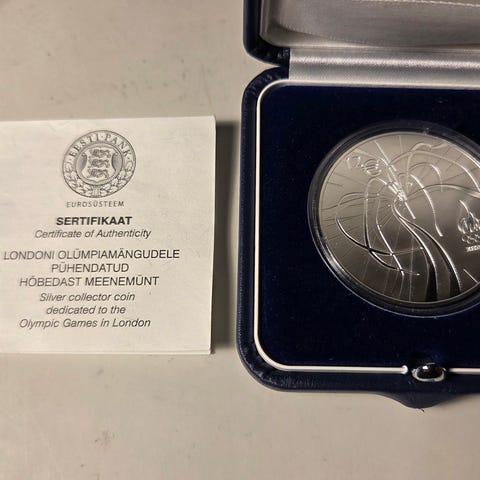 EESTI PANK
EUROSÜSTEEM
SERTIFIKAAT
Certificate of Authenticity
LONDONI OLÜMPIAMÄNGUDELE
PÜHENDATUD
HÕBEDAST MEENEMÜNT
Silver collector coin
dedicated to the
Olympic Games in London